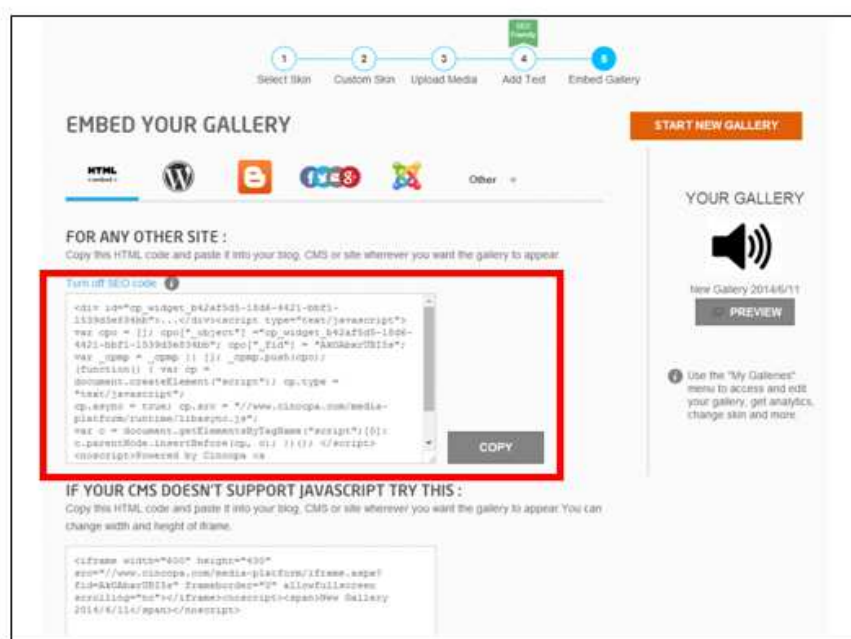 SEO
Friendly
1 2 3 4 5
Select Skin Custom Skin Upload Media Add Text Embed Gallery
EMBED YOUR GALLERY
START NEW GALLERY
HTML
Other
YOUR GALLERY
FOR ANY OTHER SITE :
Copy this HTML code and paste it into your blog, CMS or site wherever you want the gallery to appear
Turn off SEO code
New Gallery 2014/6/11
PREVIEW
<div id="cp_widget_b42af5d5-18d6-4421-bbf1-
">...</div><script type="text/javascript">
var cpo = []; cpo["_object"] ="cp_widget_b42af5d5-18d6-
cpo["_fid"] =
var _cpmp = _cpmp || []; _cpmp.push(cpo);
(function() { var cp =
document.createElement("script"); cp.type =
"text/javascript";
cp.async = true; cp.src = "//www.cincopa.com/media-
platform/runtime/libasync.js";
var c = document.getElementsByTagName("script")[0];
c.parentNode.insertBefore(cp, c); })(); </script>
<noscript>Powered by Cincopa <a
COPY
Use the "My Galleries"
menu to access and edit
your gallery, get analytics,
change skin and more
IF YOUR CMS DOESN'T SUPPORT JAVASCRIPT TRY THIS :
Copy this HTML code and paste it into your blog, CMS or site wherever you want the gallery to appear. You can
change width and height of iframe.
<iframe width="600" height="430"
src="//www.cincopa.com/media-platform/iframe.aspx?
frameborder="0" allowfullscreen
scrolling="no"></iframe><noscript><span>New Gallery
2014/6/11</span></noscript>